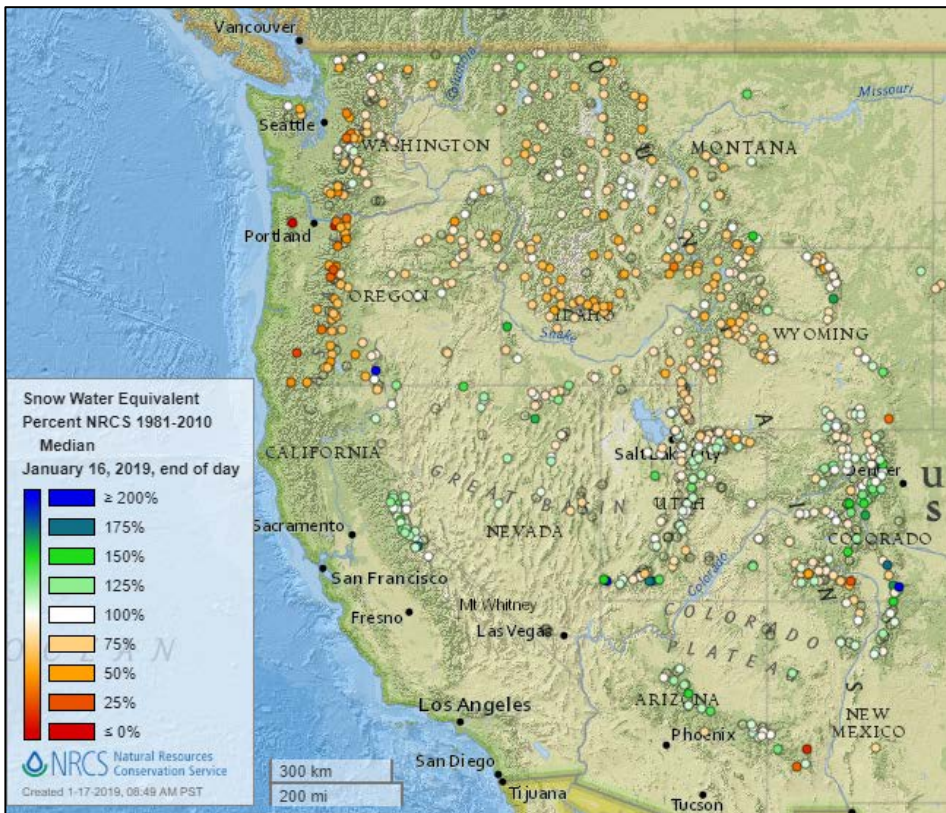 Vancouver
Columbia
Missouri
Seattle
WASHINGTON
MONTANA
Portland
OREGON
IDAHO
Snake
WYOMING
Snow Water Equivalent
Percent NRCS 1981-2010
Median
January 16, 2019, end of day
≥ 200%
175%
150%
125%
100%
75%
50%
25%
≤ 0%
NRCS Natural Resources
Conservation Service
Created 1-17-2019, 08:49 AM PST
CALIFORNIA
Salt Lake City
Denver
GREAT BASIN
UTAH
U
S
Sacramento
NEVADA
COLORADO
San Francisco
Colorado
Mt Whitney
Fresno
Las Vegas
COLORADO
PLATEAU
OCEAN
Los Angeles
ARIZONA
Phoenix
NEW
MEXICO
San Diego
Tijuana
Tucson
300 km
200 mi